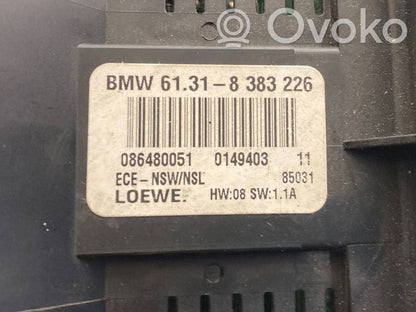 Ovoko
BMW 61.31-8 383 226
086480051 0149403 11
ECE-NSW/NSL 85031
LOEWE. HW:08 SW:1.1A